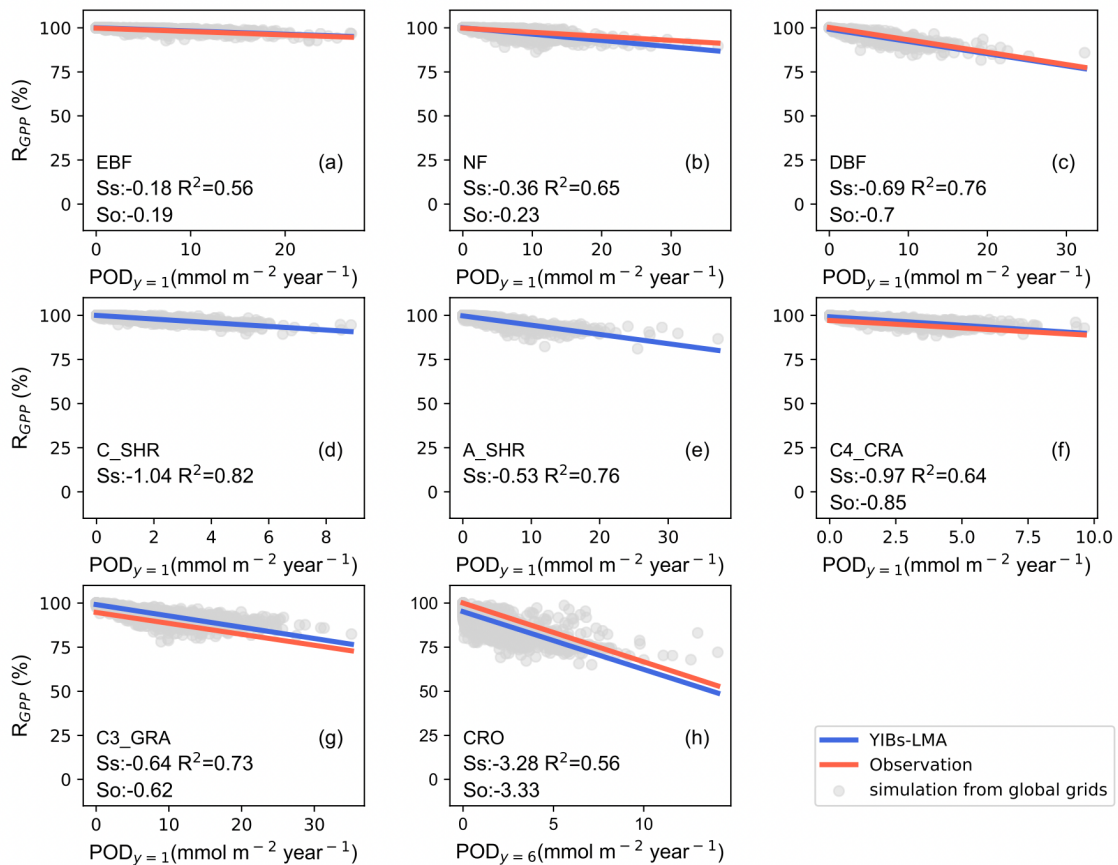 100
75
50
25
0
R_GPP (%)
EBF (a)
Ss:-0.18 R²=0.56
So:-0.19
0 10 20
POD_y=1(mmol m⁻² year⁻¹)
100
75
50
25
0
NF (b)
Ss:-0.36 R²=0.65
So:-0.23
0 10 20 30
POD_y=1(mmol m⁻² year⁻¹)
100
75
50
25
0
DBF (c)
Ss:-0.69 R²=0.76
So:-0.7
0 10 20 30
POD_y=1(mmol m⁻² year⁻¹)
100
75
50
25
0
R_GPP (%)
C_SHR (d)
Ss:-1.04 R²=0.82
0 2 4 6 8
POD_y=1(mmol m⁻² year⁻¹)
100
75
50
25
0
A_SHR (e)
Ss:-0.53 R²=0.76
0 10 20 30
POD_y=1(mmol m⁻² year⁻¹)
100
75
50
25
0
C4_CRA (f)
Ss:-0.97 R²=0.64
So:-0.85
0.0 2.5 5.0 7.5 10.0
POD_y=1(mmol m⁻² year⁻¹)
100
75
50
25
0
R_GPP (%)
C3_GRA (g)
Ss:-0.64 R²=0.73
So:-0.62
0 10 20 30
POD_y=1(mmol m⁻² year⁻¹)
100
75
50
25
0
CRO (h)
Ss:-3.28 R²=0.56
So:-3.33
0 5 10
POD_y=6(mmol m⁻² year⁻¹)
YIBs-LMA
Observation
simulation from global grids